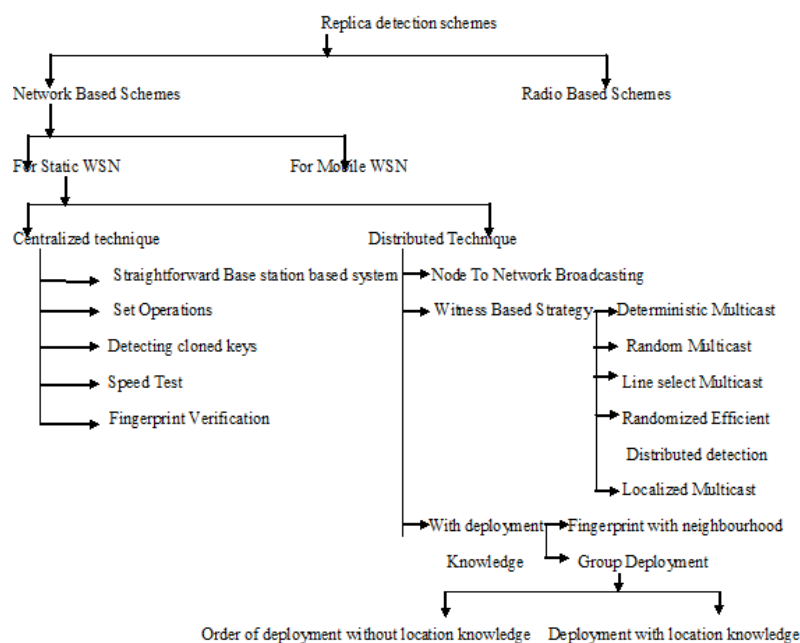 Replica detection schemes
Network Based Schemes
Radio Based Schemes
For Static WSN
For Mobile WSN
Centralized technique
Distributed Technique
Straightforward Base station based system
Node To Network Broadcasting
Set Operations
Witness Based Strategy
Deterministic Multicast
Detecting cloned keys
Random Multicast
Speed Test
Line select Multicast
Fingerprint Verification
Randomized Efficient
Distributed detection
Localized Multicast
With deployment
Fingerprint with neighbourhood
Knowledge
Group Deployment
Order of deployment without location knowledge
Deployment with location knowledge